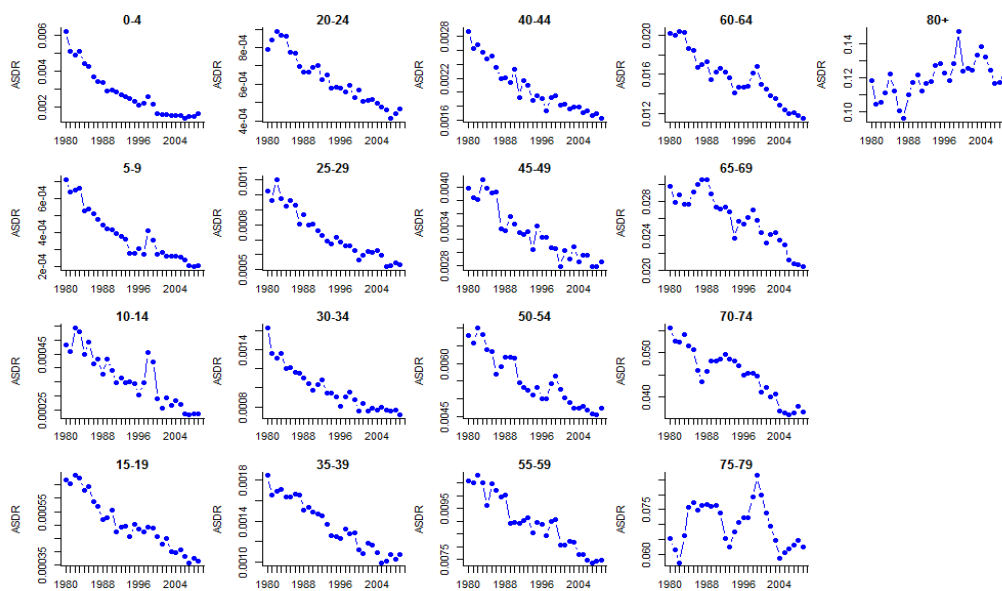 0-4
ASDR
0.002
0.004
0.006
1980 1988 1996 2004
20-24
ASDR
4e-04
6e-04
8e-04
1980 1988 1996 2004
40-44
ASDR
0.0016
0.0022
0.0028
1980 1988 1996 2004
60-64
ASDR
0.012
0.016
0.020
1980 1988 1996 2004
80+
ASDR
0.10
0.12
0.14
1980 1988 1996 2004
5-9
ASDR
2e-04
4e-04
6e-04
1980 1988 1996 2004
25-29
ASDR
0.0005
0.0008
0.0011
1980 1988 1996 2004
45-49
ASDR
0.0028
0.0034
0.0040
1980 1988 1996 2004
65-69
ASDR
0.020
0.024
0.028
1980 1988 1996 2004
10-14
ASDR
0.00025
0.00045
1980 1988 1996 2004
30-34
ASDR
0.0008
0.0014
1980 1988 1996 2004
50-54
ASDR
0.0045
0.0060
1980 1988 1996 2004
70-74
ASDR
0.040
0.050
1980 1988 1996 2004
15-19
ASDR
0.00035
0.00055
1980 1988 1996 2004
35-39
ASDR
0.0010
0.0014
0.0018
1980 1988 1996 2004
55-59
ASDR
0.0075
0.0095
1980 1988 1996 2004
75-79
ASDR
0.060
0.075
1980 1988 1996 2004